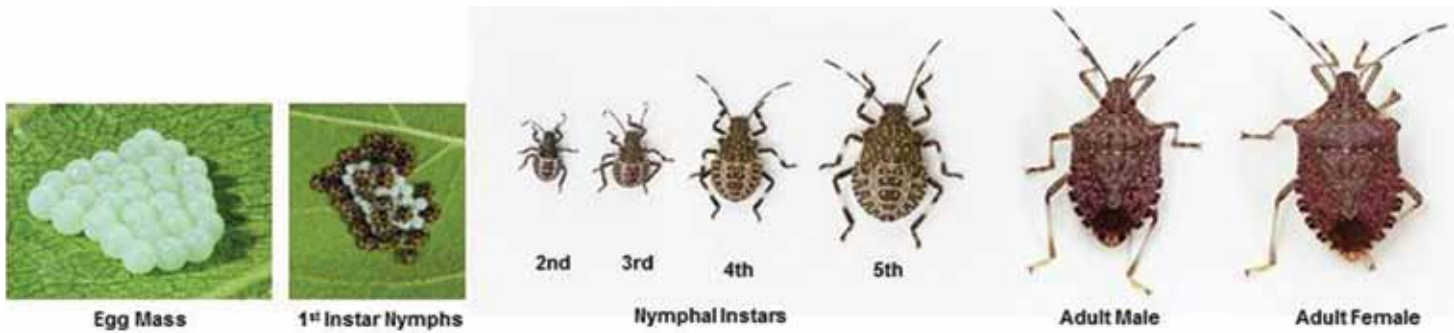 2nd
3rd
4th
5th
Egg Mass
1st Instar Nymphs
Nymphal Instars
Adult Male
Adult Female